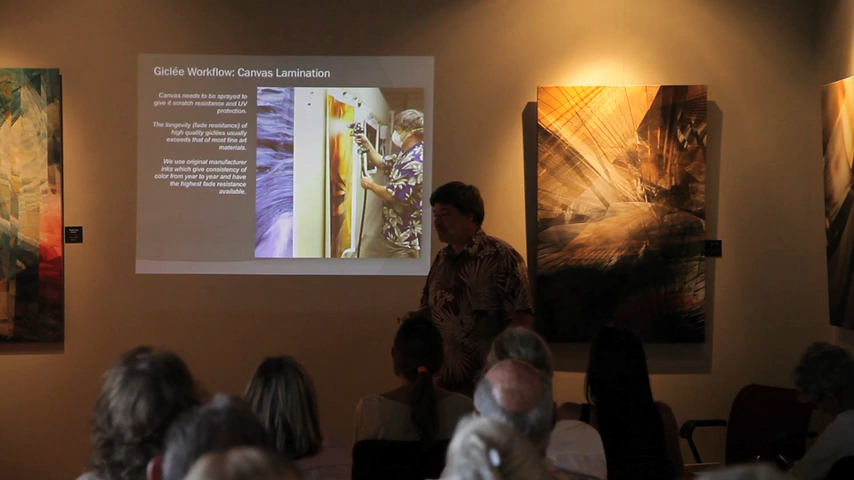 Giclée Workflow: Canvas Lamination
Canvas needs to be sprayed to
give it scratch resistance and UV
protection.
The longevity (fade resistance) of
high quality giclées usually
exceeds that of most fine art
materials.
We use original manufacturer
inks which give consistency of
color from year to year and have
the highest fade resistance
available.